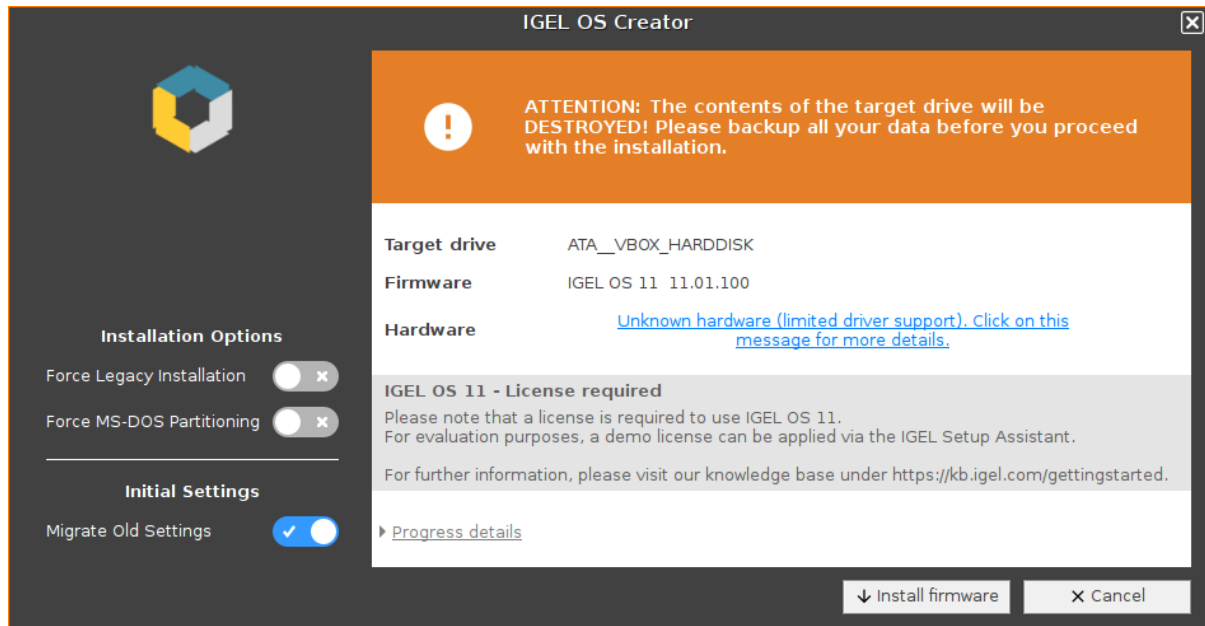 IGEL OS Creator
ATTENTION: The contents of the target drive will be
DESTROYED! Please backup all your data before you proceed
with the installation.
Target drive ATA__VBOX_HARDDISK
Firmware IGEL OS 11 11.01.100
Hardware Unknown hardware (limited driver support). Click on this
message for more details.
Installation Options
Force Legacy Installation
Force MS-DOS Partitioning
Initial Settings
Migrate Old Settings
IGEL OS 11 - License required
Please note that a license is required to use IGEL OS 11.
For evaluation purposes, a demo license can be applied via the IGEL Setup Assistant.
For further information, please visit our knowledge base under https://kb.igel.com/gettingstarted.
Progress details
Install firmware
Cancel